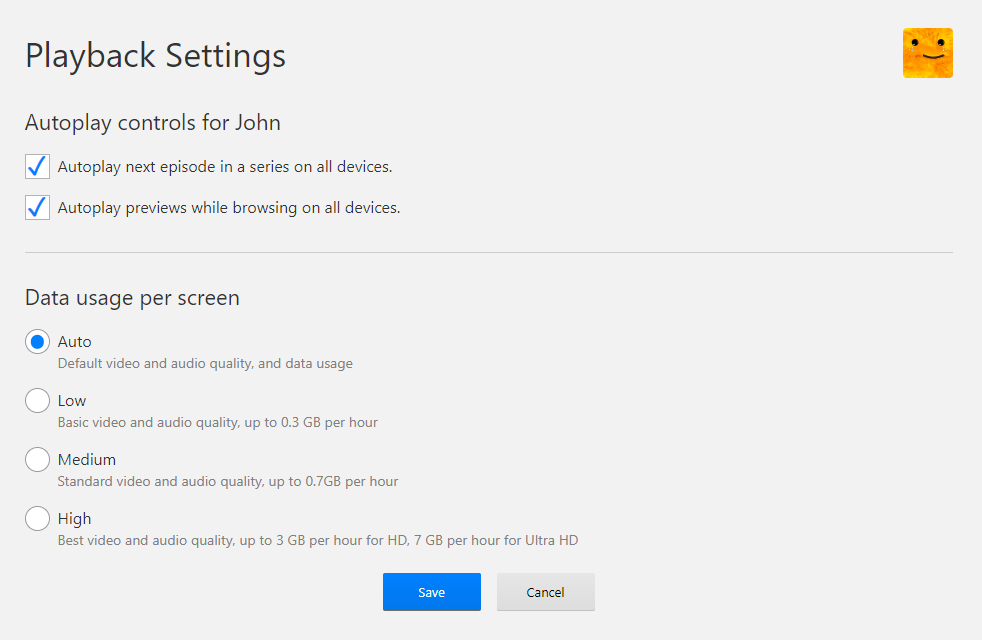 Playback Settings
Autoplay controls for John
Autoplay next episode in a series on all devices.
Autoplay previews while browsing on all devices.
Data usage per screen
Auto
Default video and audio quality, and data usage
Low
Basic video and audio quality, up to 0.3 GB per hour
Medium
Standard video and audio quality, up to 0.7GB per hour
High
Best video and audio quality, up to 3 GB per hour for HD, 7 GB per hour for Ultra HD
Save Cancel